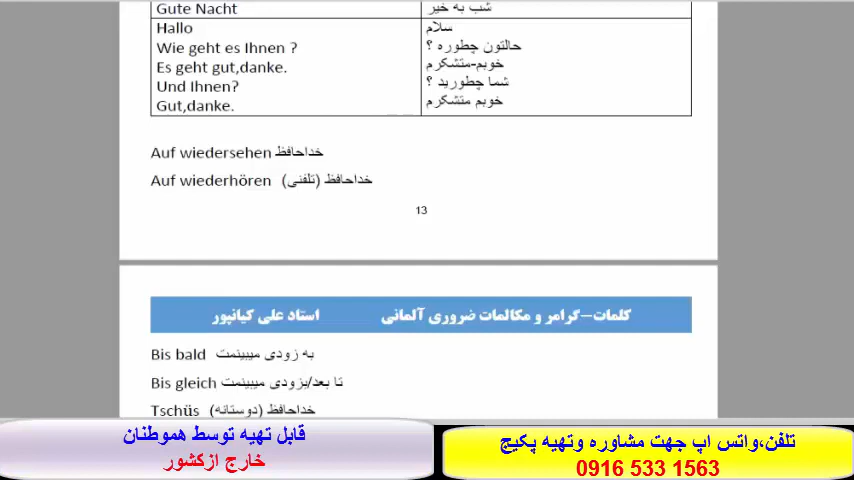 Gute Nacht شب به خیر
Hallo سلام
Wie geht es Ihnen ? حالتون چطوره ؟
Es geht gut,danke. خوبم-متشکرم
Und Ihnen? شما چطورید ؟
Gut,danke. خوبم متشکرم
Auf wiedersehen خداحافظ
Auf wiederhören خداحافظ (تلفنی)
13
کلمات-گرامر و مکالمات ضروری آلمانی استاد علی کیانپور
Bis bald به زودی میبینمت
Bis gleich تا بعد/بزودی میبینمت
Tschüs خداحافظ (دوستانه)
قابل تهیه توسط هموطنان
خارج ازکشور
تلفن،واتس اپ جهت مشاوره وتهیه پکیج
0916 533 1563